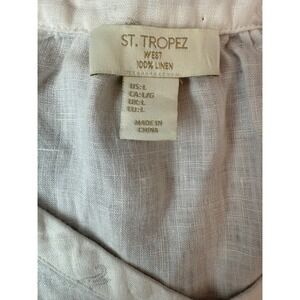 ST. TROPEZ
WEST
100% LINEN
US: L
CA: L/G
UK: L
EU: L
MADE IN
CHINA